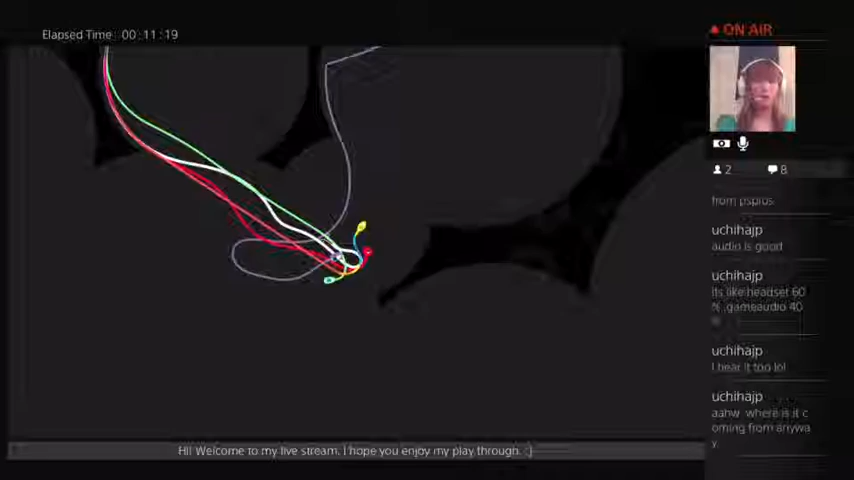 Elapsed Time : 00:11:19
ON AIR
2
8
from pspros
uchihajp
audio is good
uchihajp
its like headset 60
% ,gameaudio 40
uchihajp
I hear it too lol
uchihajp
aahw where is it c
oming from anywa
y.
Hi! Welcome to my live stream, I hope you enjoy my play through. :)